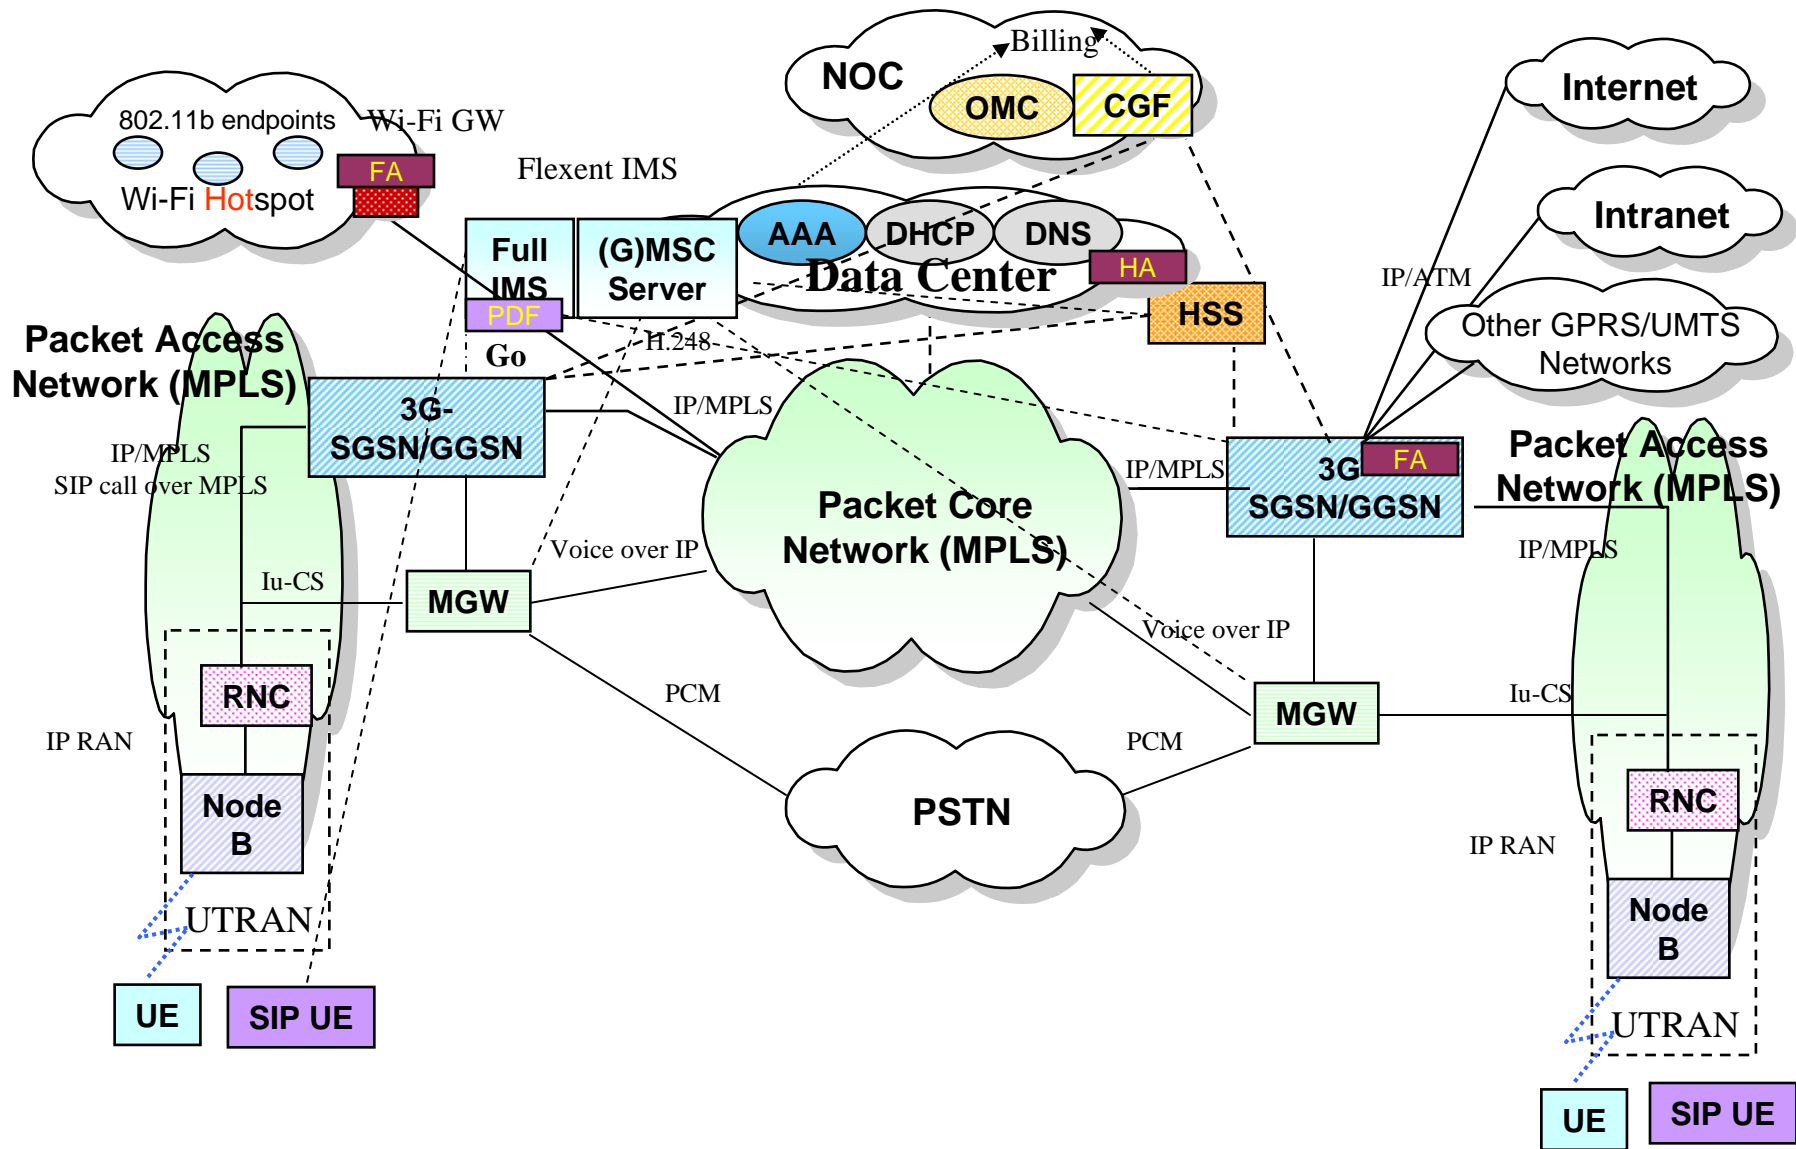 Billing
NOC
OMC
CGF
Internet
802.11b endpoints
Wi-Fi GW
FA
Wi-Fi Hotspot
Flexent IMS
Full
IMS
PDF
(G)MSC
Server
AAA
DHCP
DNS
Data Center
HA
HSS
Intranet
IP/ATM
Other GPRS/UMTS
Networks
Packet Access
Network (MPLS)
Go
H.248
3G-
SGSN/GGSN
IP/MPLS
IP/MPLS
SIP call over MPLS
Packet Core
Network (MPLS)
IP/MPLS
3G
FA
SGSN/GGSN
Packet Access
Network (MPLS)
IP/MPLS
Voice over IP
Iu-CS
MGW
Voice over IP
MGW
Iu-CS
RNC
PCM
PCM
IP RAN
Node
B
PSTN
RNC
IP RAN
Node
B
UTRAN
UE
SIP UE
UTRAN
UE
SIP UE